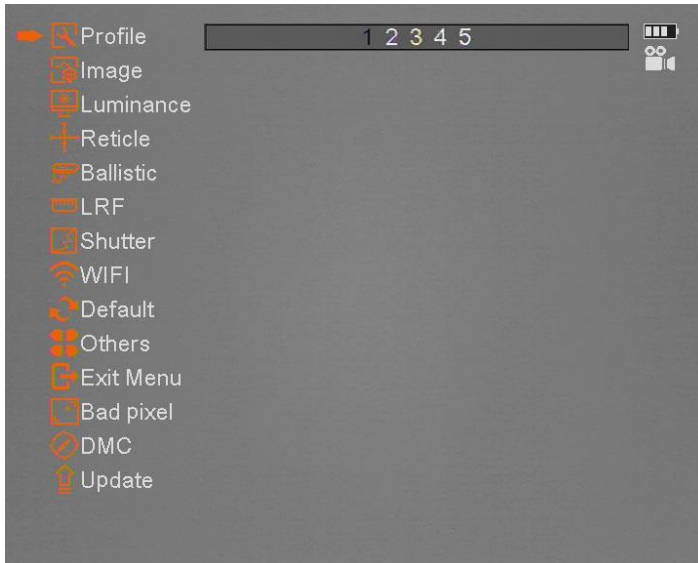 Profile 1 2 3 4 5
Image
Luminance
Reticle
Ballistic
LRF
Shutter
WIFI
Default
Others
Exit Menu
Bad pixel
DMC
Update